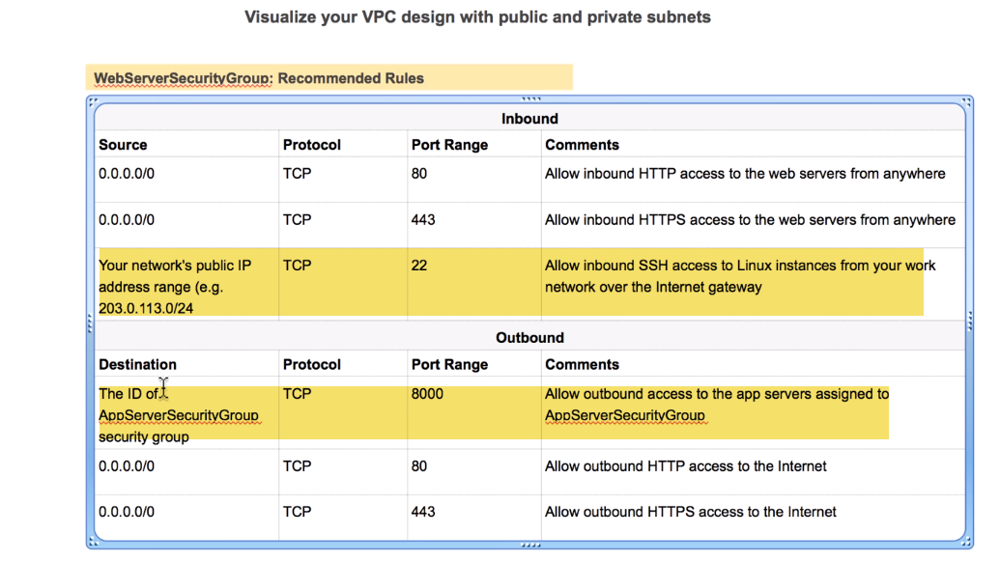 Visualize your VPC design with public and private subnets
WebServerSecurityGroup: Recommended Rules
Inbound
Source Protocol Port Range Comments
0.0.0.0/0 TCP 80 Allow inbound HTTP access to the web servers from anywhere
0.0.0.0/0 TCP 443 Allow inbound HTTPS access to the web servers from anywhere
Your network's public IP TCP 22 Allow inbound SSH access to Linux instances from your work
address range (e.g. network over the Internet gateway
203.0.113.0/24
Outbound
Destination Protocol Port Range Comments
The ID of TCP 8000 Allow outbound access to the app servers assigned to
AppServerSecurityGroup AppServerSecurityGroup
security group
0.0.0.0/0 TCP 80 Allow outbound HTTP access to the Internet
0.0.0.0/0 TCP 443 Allow outbound HTTPS access to the Internet